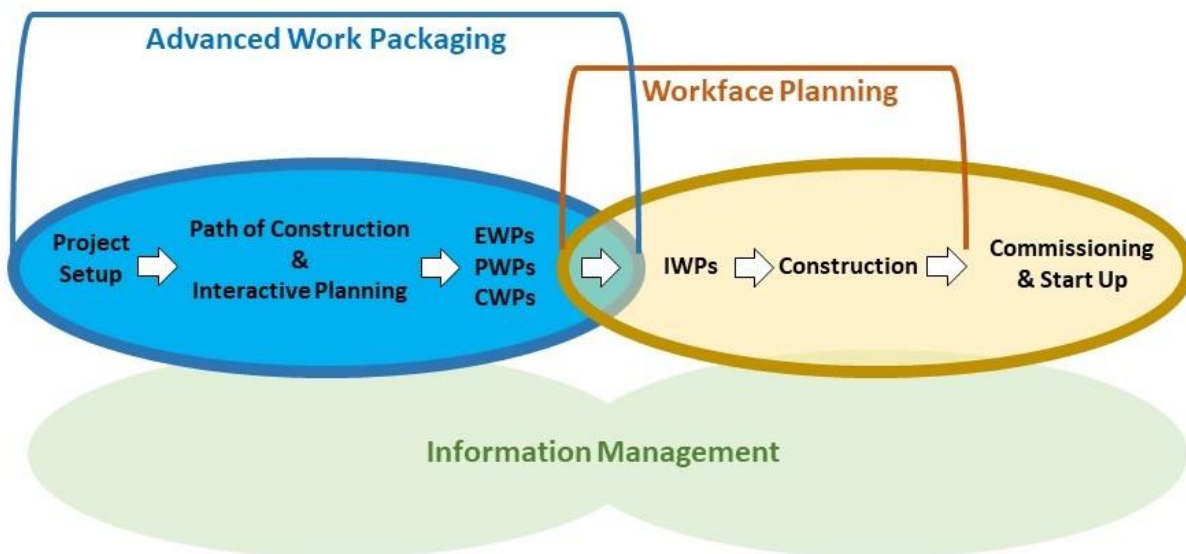 Advanced Work Packaging
Workface Planning
Project
Setup
Path of Construction
&
Interactive Planning
EWPs
PWPs
CWPs
IWPs
Construction
Commissioning
& Start Up
Information Management